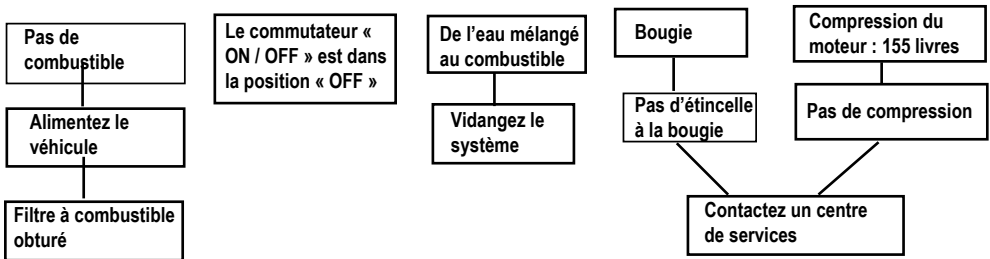 Pas de
combustible
Alimentez le
véhicule
Filtre à combustible
obturé
Le commutateur «
ON / OFF » est dans
la position « OFF »
De l’eau mélangé
au combustible
Vidangez le
système
Bougie
Pas d’étincelle
à la bougie
Compression du
moteur : 155 livres
Pas de compression
Contactez un centre
de services